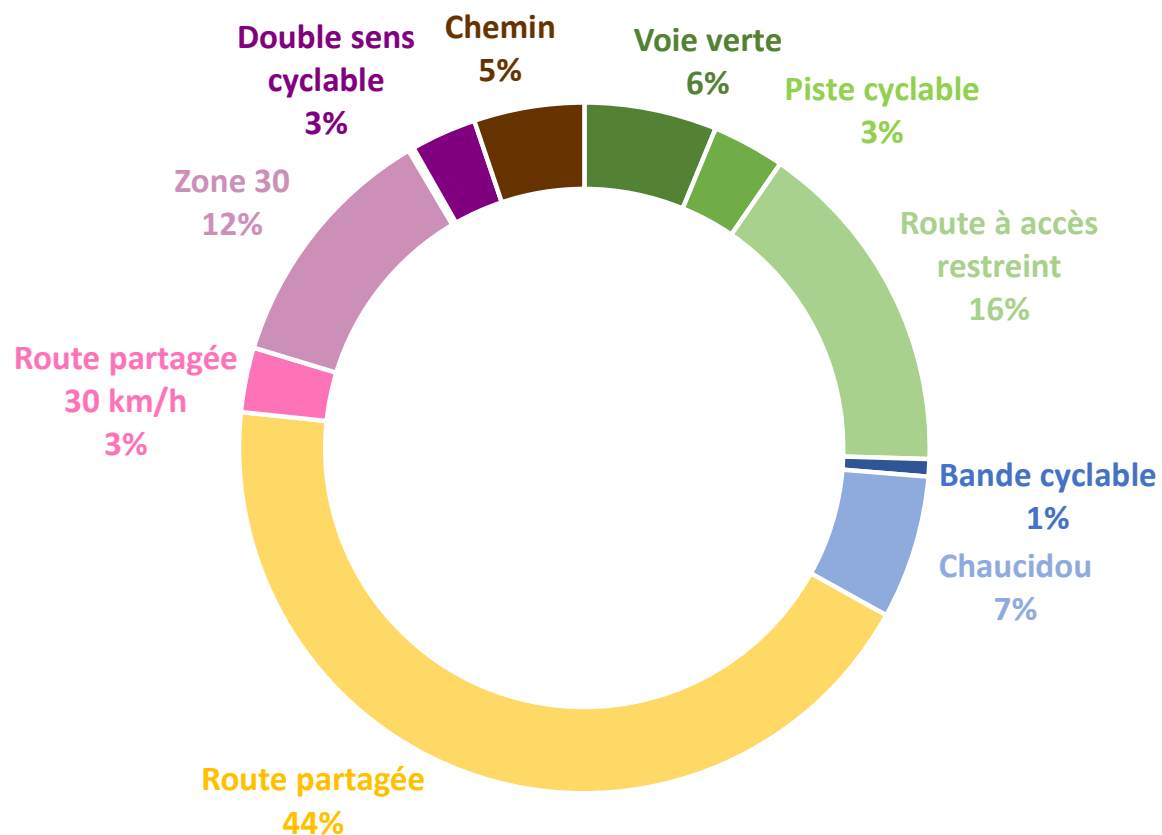 Chemin
5%
Voie verte
6%
Double sens
cyclable
3%
Piste cyclable
3%
Zone 30
12%
Route à accès
restreint
16%
Route partagée
30 km/h
3%
Bande cyclable
1%
Chaucidou
7%
Route partagée
44%